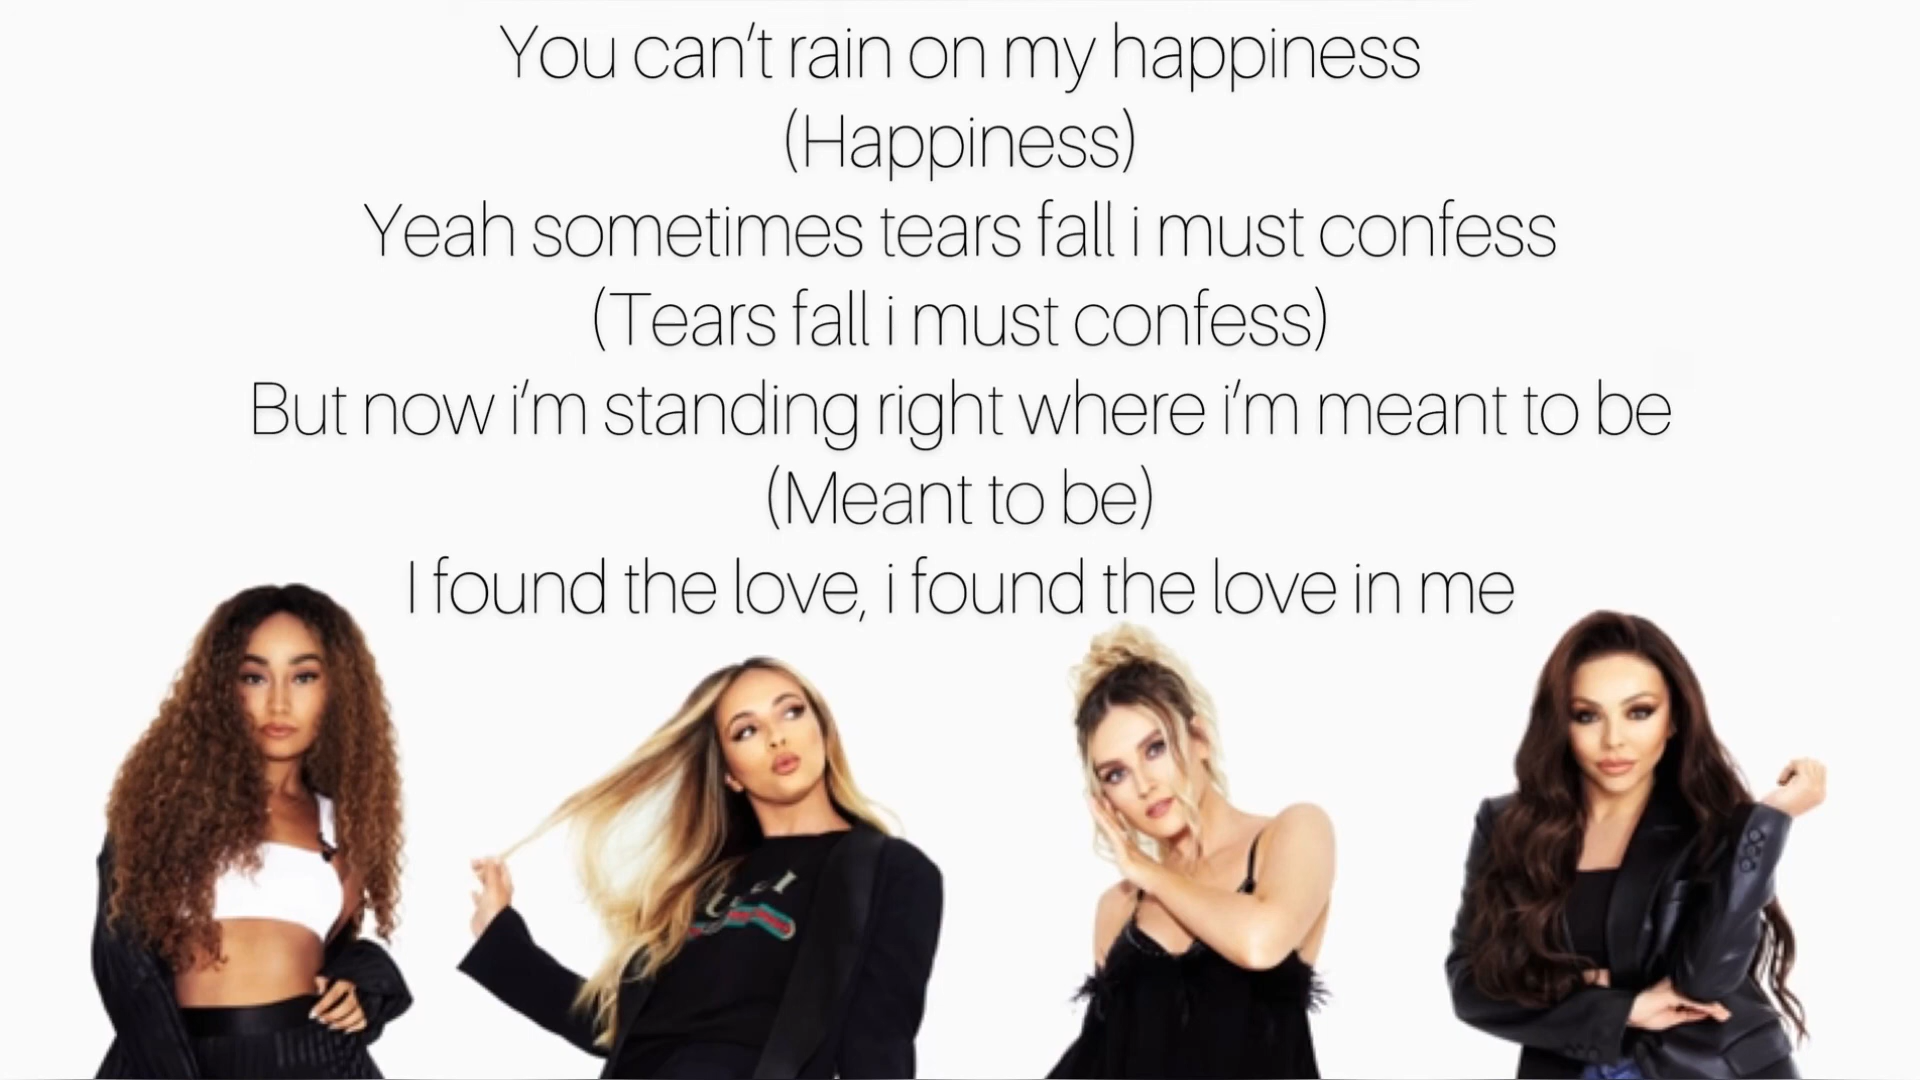 You can't rain on my happiness
(Happiness)
Yeah sometimes tears fall i must confess
(Tears fall i must confess)
But now i'm standing right where i'm meant to be
(Meant to be)
I found the love, i found the love in me